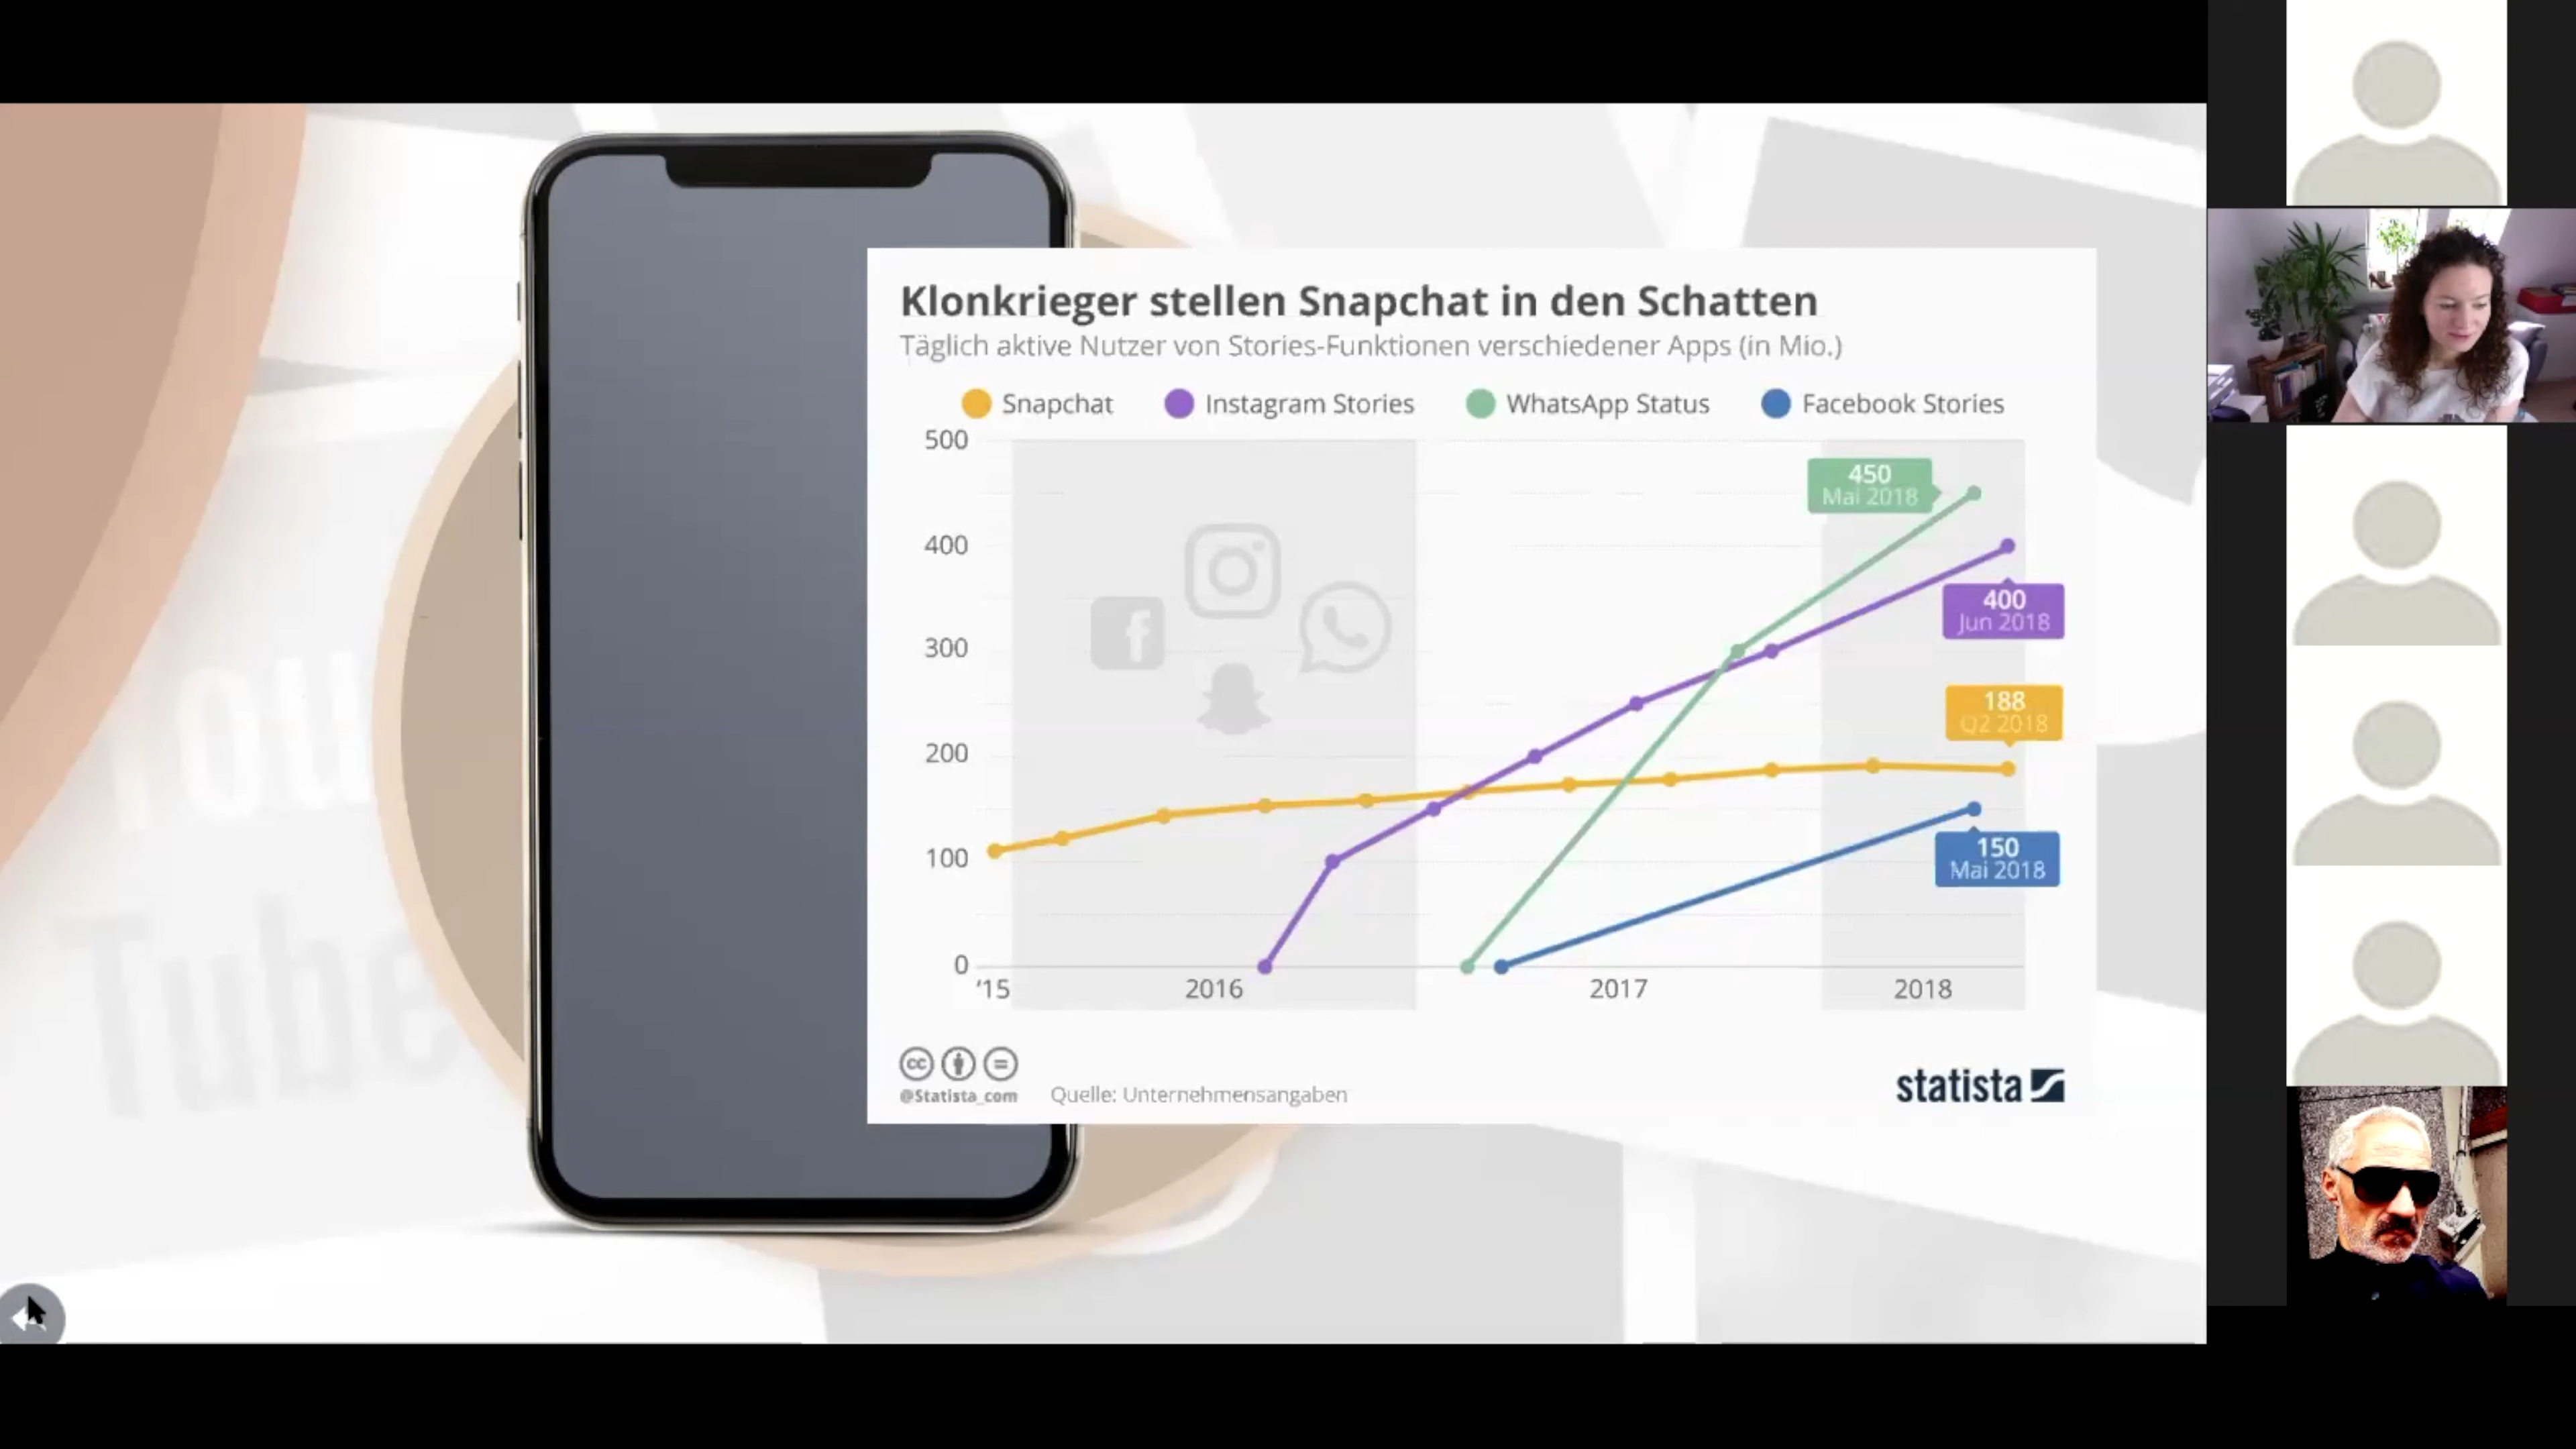 You
Tube
Klonkrieger stellen Snapchat in den Schatten
Täglich aktive Nutzer von Stories-Funktionen verschiedener Apps (in Mio.)
Snapchat Instagram Stories WhatsApp Status Facebook Stories
500
450
Mai 2018
400
400
Jun 2018
300
188
Q2 2018
200
150
Mai 2018
100
0
'15 2016 2017 2018
@Statista_com
Quelle: Unternehmensangaben
statista